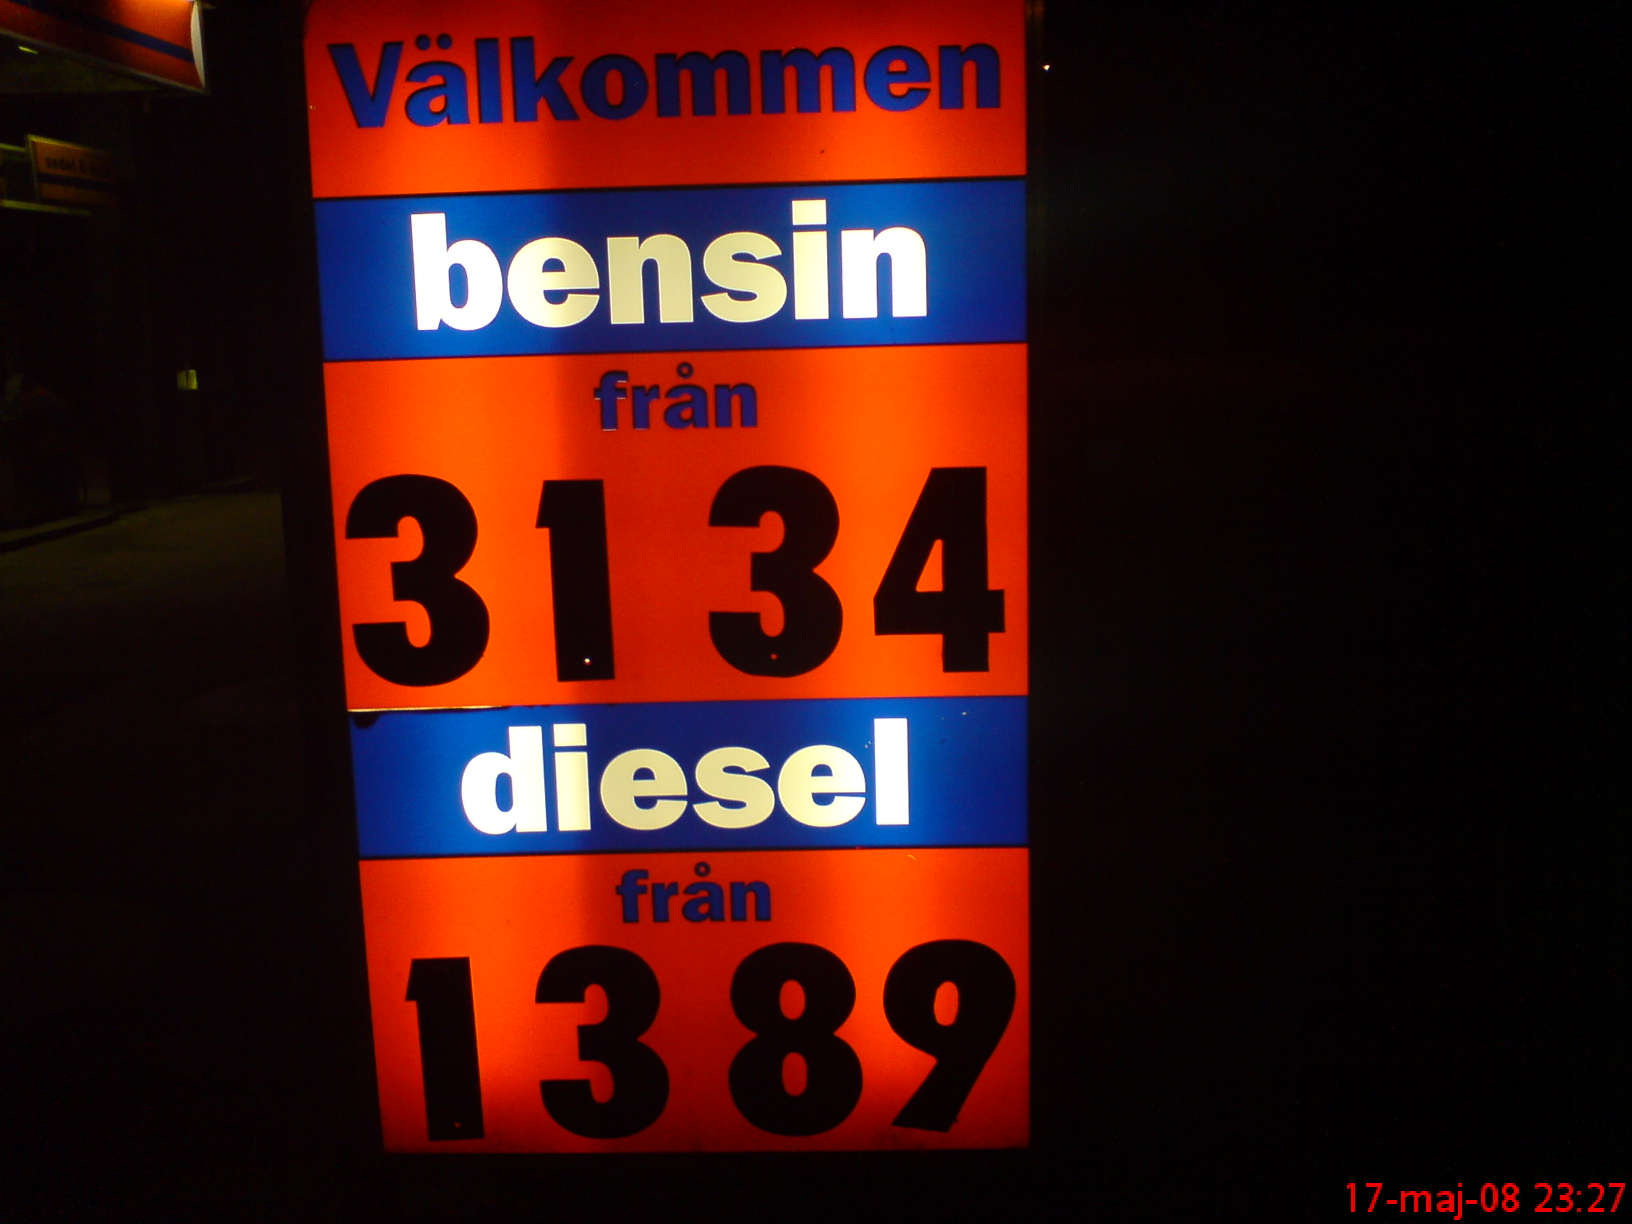 Välkommen
bensin
från
31 34
diesel
från
13 89
17-maj-08 23:27